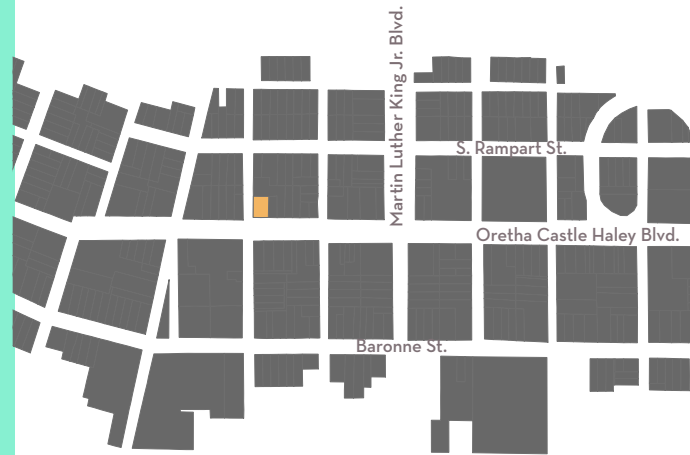 Martin Luther King Jr. Blvd.
S. Rampart St.
Oretha Castle Haley Blvd.
Baronne St.